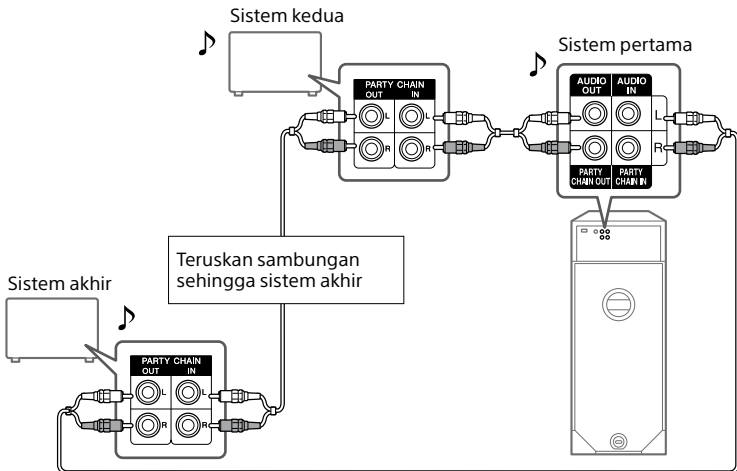 Sistem kedua
PARTY CHAIN
OUT IN
L L
R R
Sistem pertama
AUDIO OUT
AUDIO IN
L
R
PARTY CHAIN OUT
PARTY CHAIN IN
Teruskan sambungan
sehingga sistem akhir
Sistem akhir
PARTY CHAIN
OUT IN
L L
R R